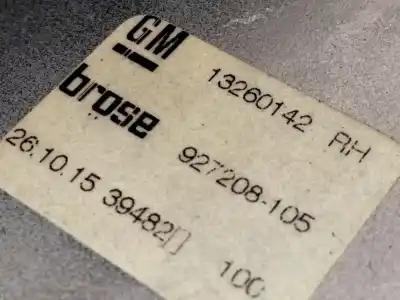 GM 13260142 RH
brose 927208-105
26.10.15 39482[] 100